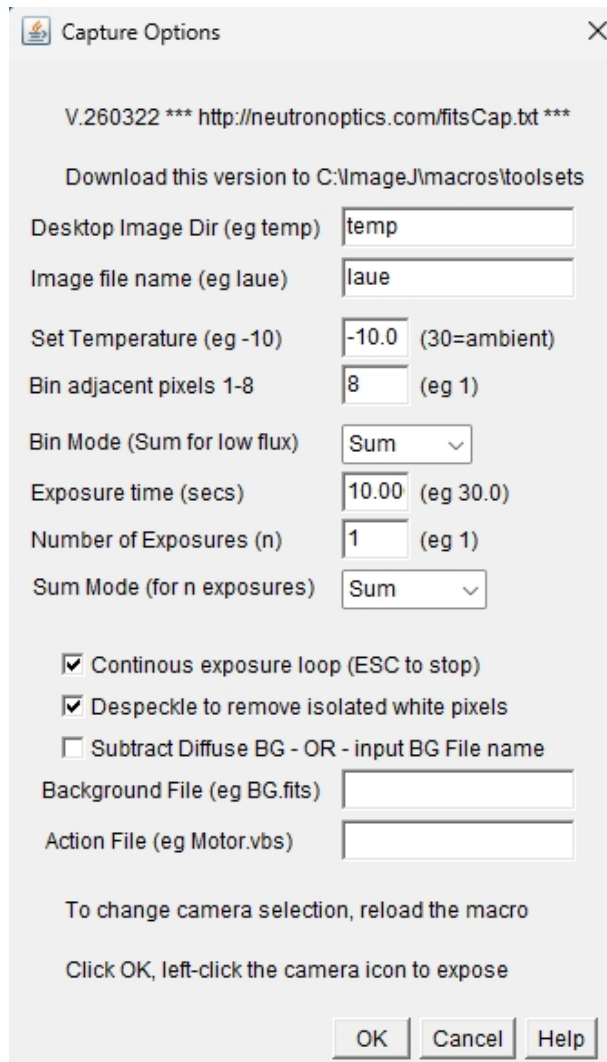 Capture Options
V.260322 *** http://neutronoptics.com/fitsCap.txt ***
Download this version to C:\ImageJ\macros\toolsets
Desktop Image Dir (eg temp) temp
Image file name (eg laue) laue
Set Temperature (eg -10) -10.0 (30=ambient)
Bin adjacent pixels 1-8 8 (eg 1)
Bin Mode (Sum for low flux) Sum
Exposure time (secs) 10.00 (eg 30.0)
Number of Exposures (n) 1 (eg 1)
Sum Mode (for n exposures) Sum
Continous exposure loop (ESC to stop)
Despeckle to remove isolated white pixels
Subtract Diffuse BG - OR - input BG File name
Background File (eg BG.fits)
Action File (eg Motor.vbs)
To change camera selection, reload the macro
Click OK, left-click the camera icon to expose
OK Cancel Help